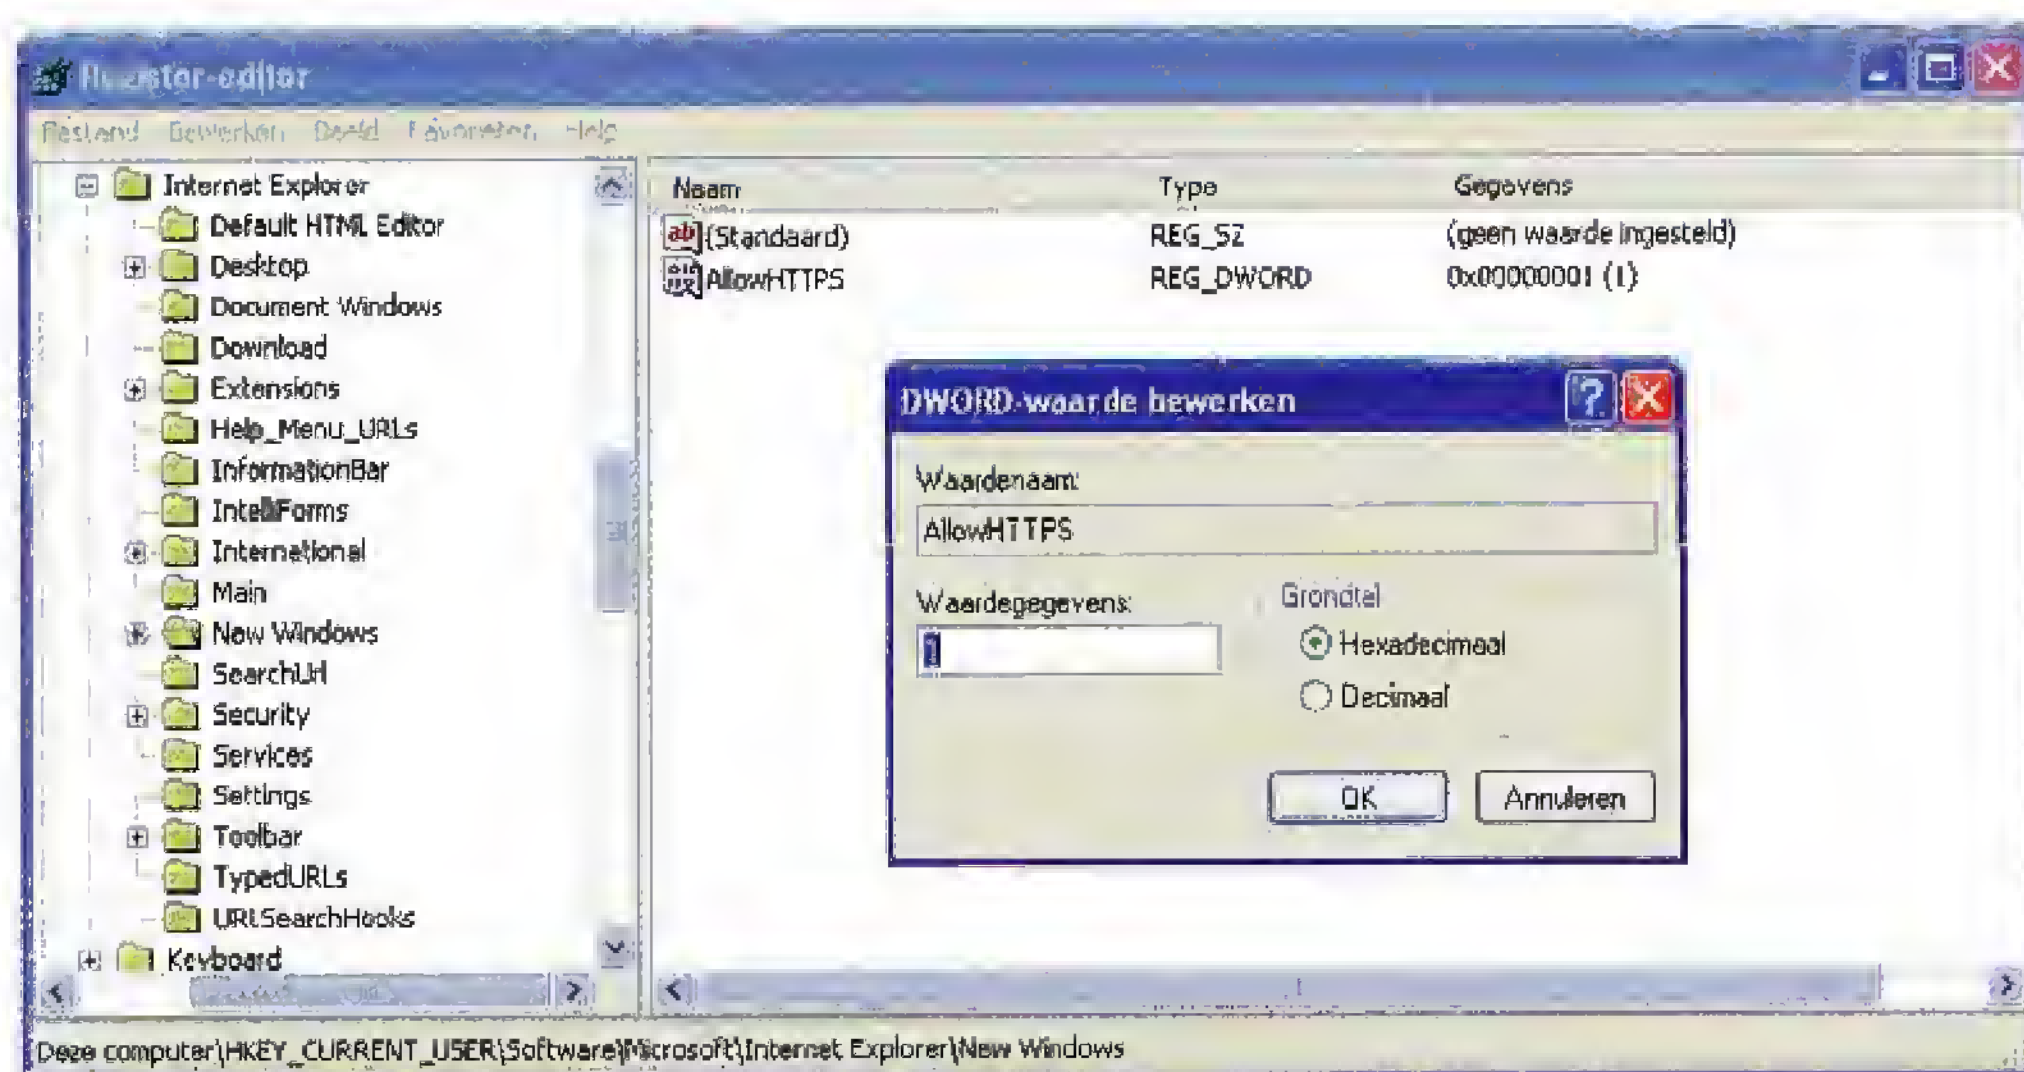 Register-editor
Bestand Bewerken Beeld Favorieten Help
Internet Explorer
Default HTML Editor
Desktop
Document Windows
Download
Extensions
Help_Menu_URLs
InformationBar
IntelliForms
International
Main
New Windows
SearchUrl
Security
Services
Settings
Toolbar
TypedURLs
URLSearchHooks
Keyboard
Naam Type Gegevens
(Standaard) REG_SZ (geen waarde ingesteld)
AllowHTTPS REG_DWORD 0x00000001 (1)
DWORD-waarde bewerken
Waardenaam:
AllowHTTPS
Waardegegevens:
Grondtal
Hexadecimaal
Decimaal
OK Annuleren
Deze computer\HKEY_CURRENT_USER\Software\Microsoft\Internet Explorer\New Windows